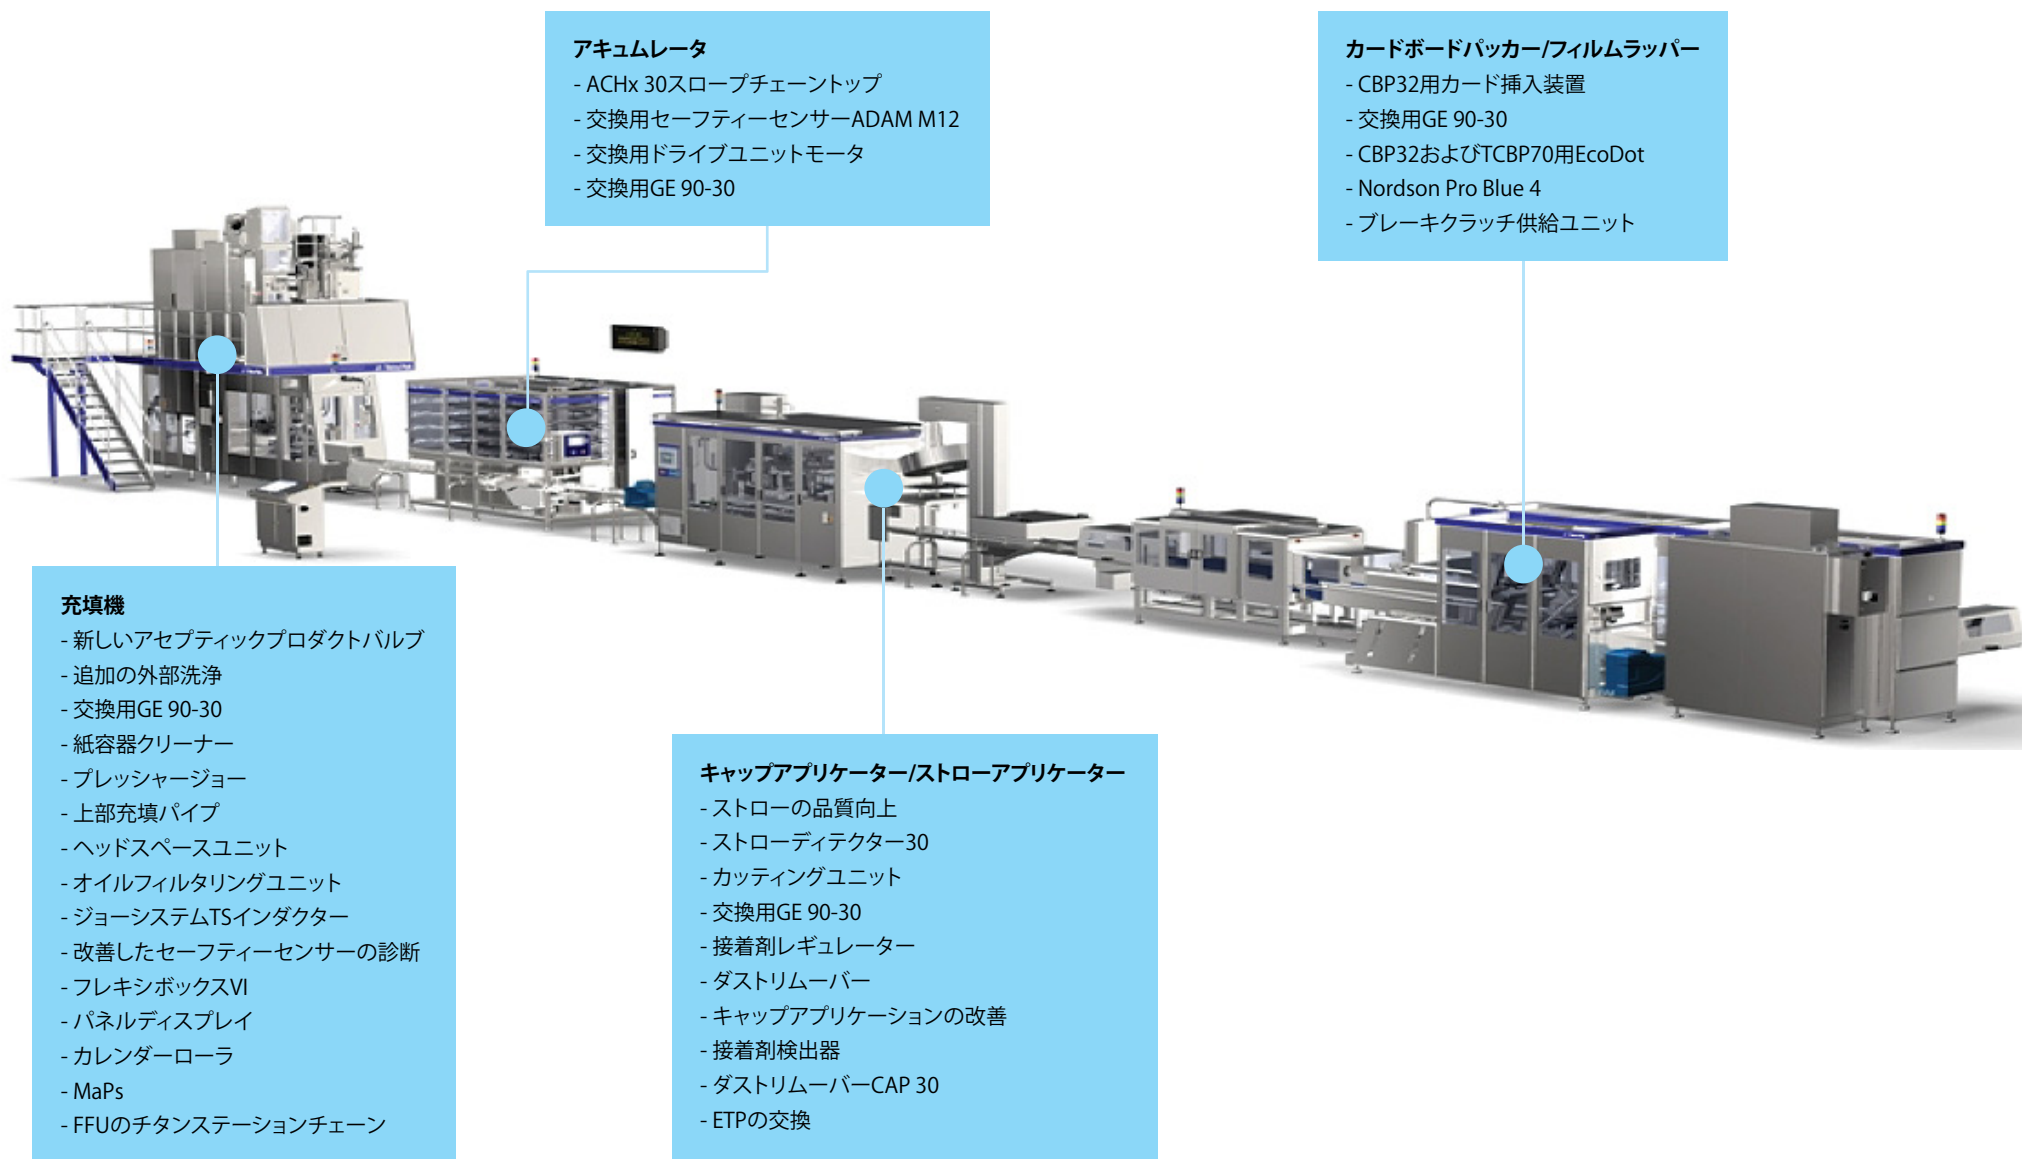 アキュムレータ
- ACHx 30スロープチェーントップ
- 交換用セーフティーセンサーADAM M12
- 交換用ドライブユニットモータ
- 交換用GE 90-30
カードボードパッカー/フィルムラッパー
- CBP32用カード挿入装置
- 交換用GE 90-30
- CBP32およびTCBP70用EcoDot
- Nordson Pro Blue 4
- ブレーキクラッチ供給ユニット
充填機
- 新しいアセプティックプロダクトバルブ
- 追加の外部洗浄
- 交換用GE 90-30
- 紙容器クリーナー
- プレッシャージョー
- 上部充填パイプ
- ヘッドスペースユニット
- オイルフィルタリングユニット
- ジョーシステムTSインダクター
- 改善したセーフティーセンサーの診断
- フレキシボックスVI
- パネルディスプレイ
- カレンダーローラ
- MaPs
- FFUのチタンステーションチェーン
キャップアプリケーター/ストローアプリケーター
- ストローの品質向上
- ストローディテクター30
- カッティングユニット
- 交換用GE 90-30
- 接着剤レギュレーター
- ダストリムーバー
- キャップアプリケーションの改善
- 接着剤検出器
- ダストリムーバーCAP 30
- ETPの交換